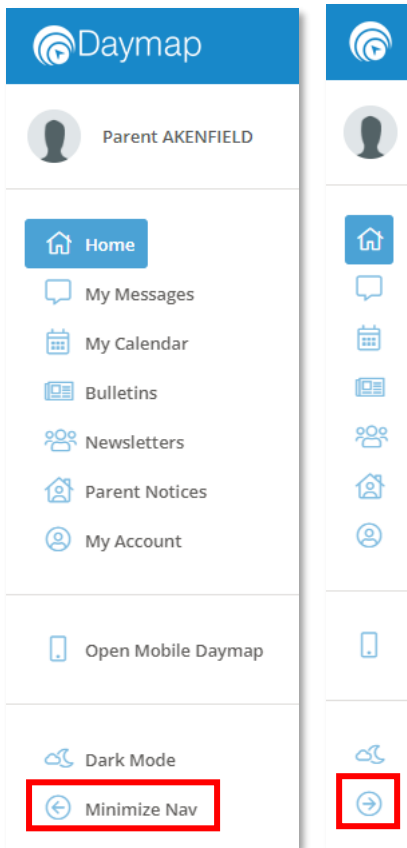 Daymap
Parent AKENFIELD
Home
My Messages
My Calendar
Bulletins
Newsletters
Parent Notices
My Account
Open Mobile Daymap
Dark Mode
Minimize Nav